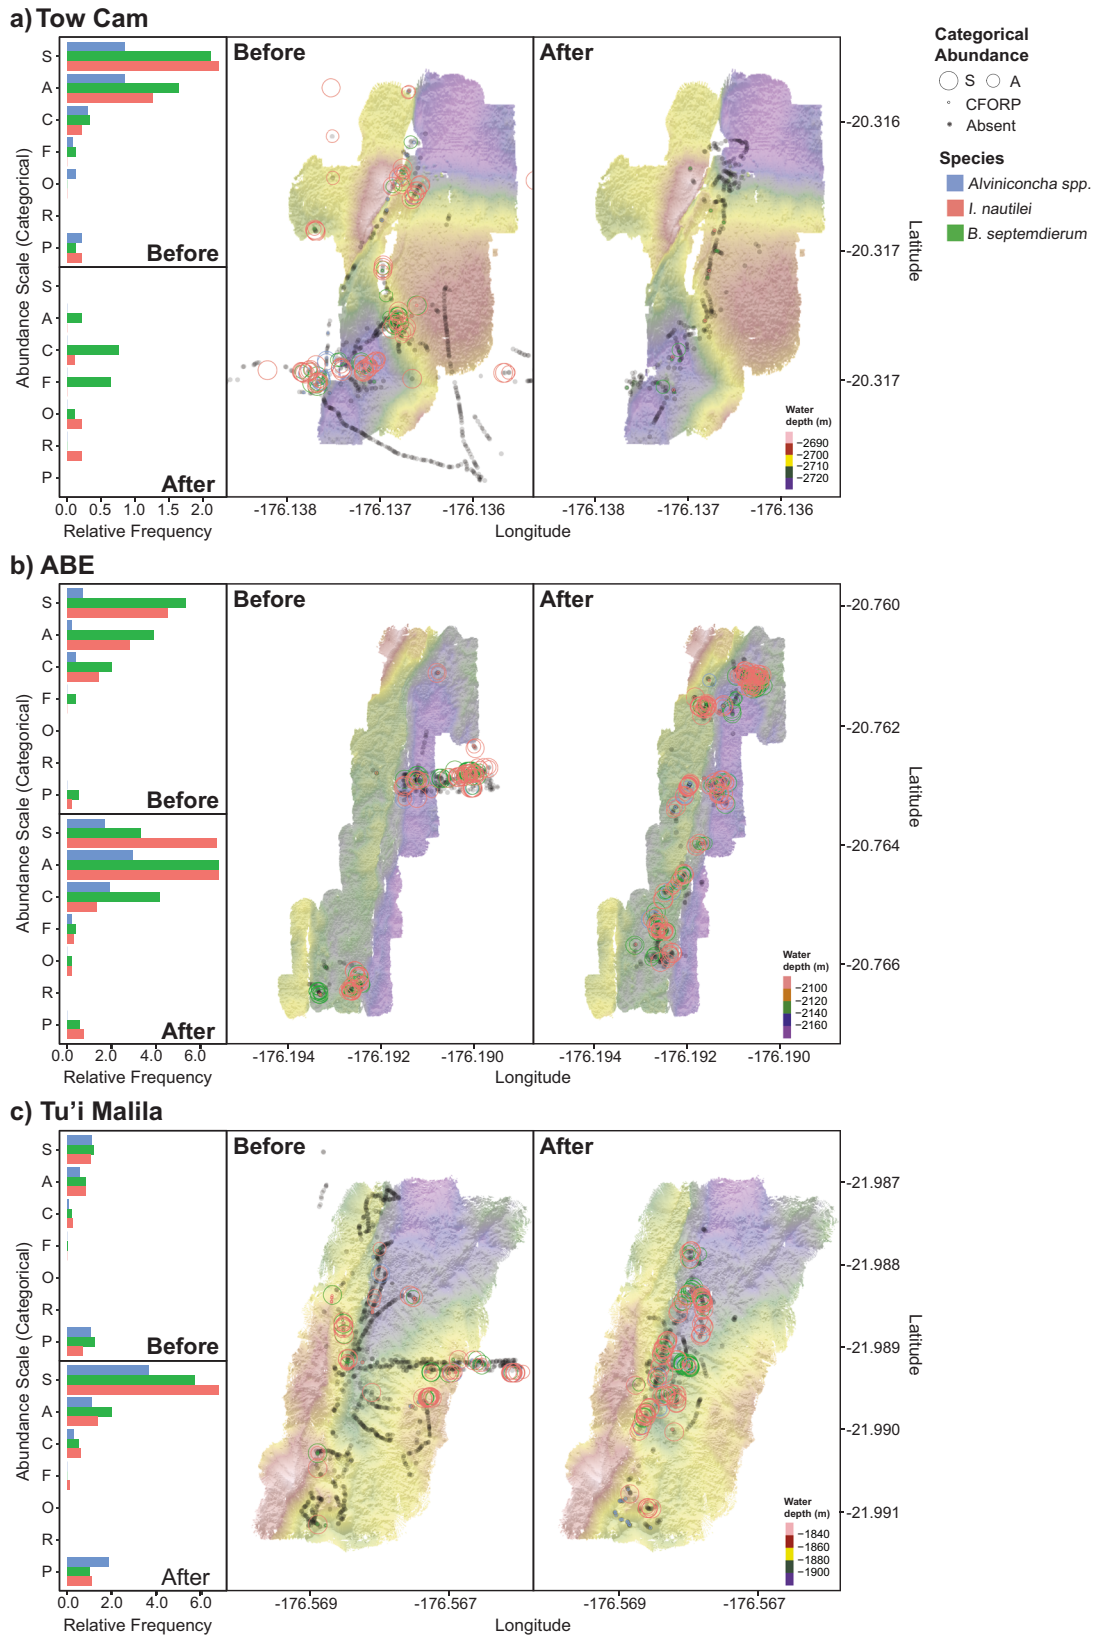 a) Tow Cam
Abundance Scale (Categorical)
S
A
C
F
O
R
P
Before
S
A
C
F
O
R
P
After
0.0 0.5 1.0 1.5 2.0
Relative Frequency
Before
-176.138 -176.137 -176.136
After
-176.138 -176.137 -176.136
Longitude
Water
depth (m)
−2690
−2700
−2710
−2720
-20.316
-20.317
-20.317
Latitude
Categorical
Abundance
S A
CFORP
Absent
Species
Alviniconcha spp.
I. nautilei
B. septemdierum
b) ABE
Abundance Scale (Categorical)
S
A
C
F
O
R
P
Before
S
A
C
F
O
R
P
After
0.0 2.0 4.0 6.0
Relative Frequency
Before
-176.194 -176.192 -176.190
After
-176.194 -176.192 -176.190
Longitude
Water
depth (m)
−2100
−2120
−2140
−2160
-20.760
-20.762
-20.764
-20.766
Latitude
c) Tu’i Malila
Abundance Scale (Categorical)
S
A
C
F
O
R
P
Before
S
A
C
F
O
R
P
After
0.0 2.0 4.0 6.0
Relative Frequency
Before
-176.569 -176.567
After
-176.569 -176.567
Longitude
Water
depth (m)
−1840
−1860
−1880
−1900
-21.987
-21.988
-21.989
-21.990
-21.991
Latitude